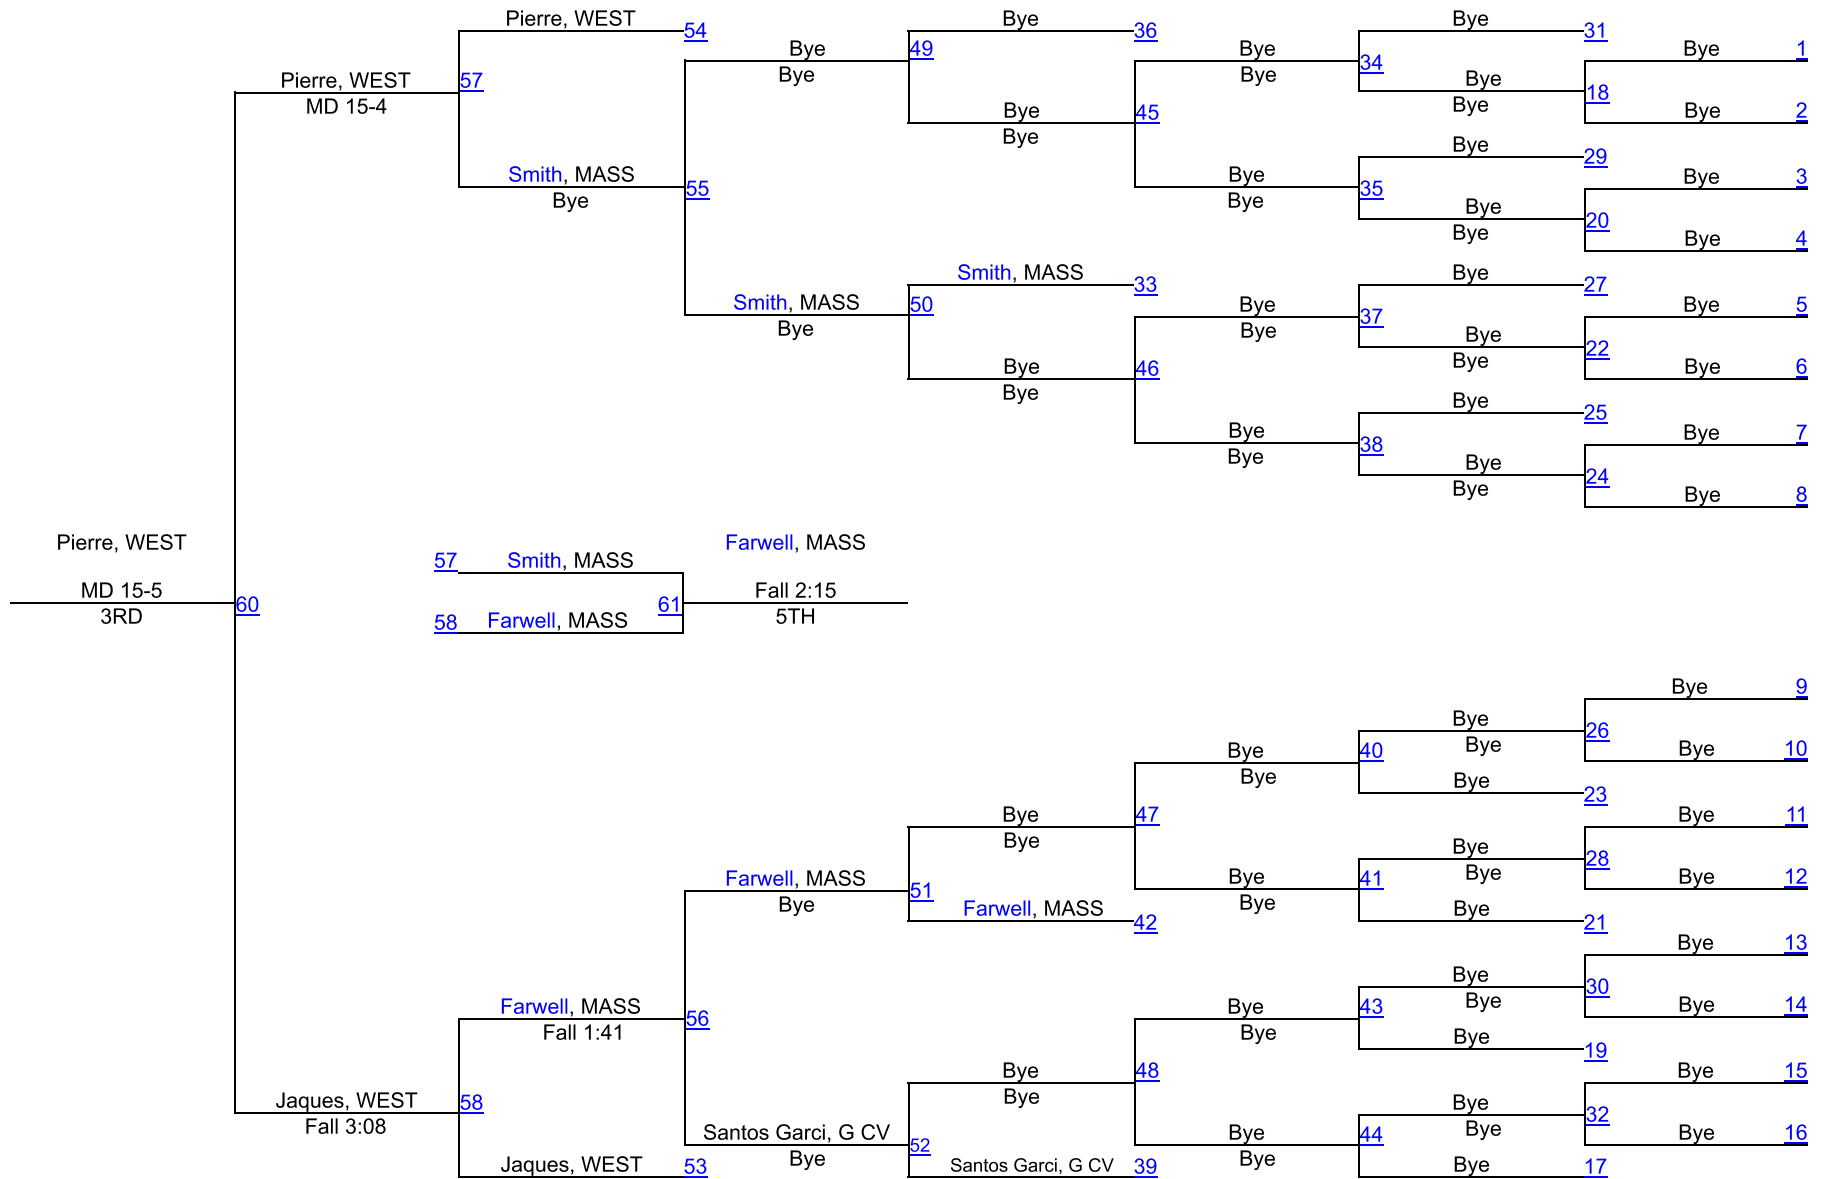 Pierre, WEST 54 Bye 36 Bye 31
Bye 49 Bye 34 Bye 1
Pierre, WEST 57 Bye Bye Bye 18
MD 15-4 Bye 45 Bye Bye 2
Bye Bye 29
Smith, MASS 55 Bye 35 Bye 3
Bye Bye Bye 20
Bye Bye 4
Smith, MASS 33 Bye 27
Smith, MASS 50 Bye 37 Bye 5
Bye Bye Bye 22
Bye 46 Bye Bye 6
Bye Bye 25
Bye 38 Bye 7
Bye Bye 24
Bye Bye 8
Pierre, WEST Farwell, MASS
57 Smith, MASS
MD 15-5 60 61 Fall 2:15
3RD 58 Farwell, MASS 5TH
Bye 9
Bye 26
Bye 40 Bye Bye 10
Bye Bye 23
Bye 47 Bye 11
Bye Bye 28
Farwell, MASS 51 Bye 41 Bye Bye 12
Bye Farwell, MASS 42 Bye Bye 21
Bye 13
Bye 30
Farwell, MASS 56 Bye 43 Bye Bye 14
Fall 1:41 Bye Bye 19
Bye 48 Bye 15
Jaques, WEST 58 Bye Bye 32
Fall 3:08 Santos Garci, G CV 52 Bye 44 Bye Bye 16
Jaques, WEST 53 Bye Santos Garci, G CV 39 Bye Bye 17